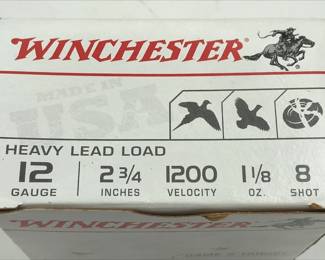 WINCHESTER®
MADE IN
USA
HEAVY LEAD LOAD
12 2 3/4 1200 1 1/8 8
GAUGE INCHES VELOCITY OZ. SHOT